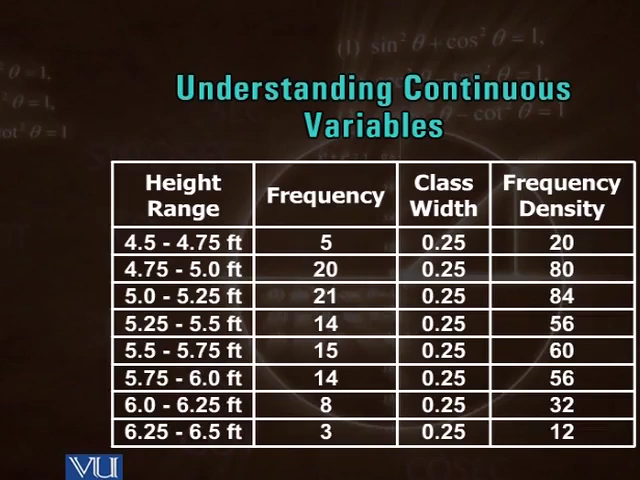 (1) sin² θ + cos² θ = 1,
Understanding Continuous
Variables
Height Range | Frequency | Class Width | Frequency Density
4.5 - 4.75 ft | 5 | 0.25 | 20
4.75 - 5.0 ft | 20 | 0.25 | 80
5.0 - 5.25 ft | 21 | 0.25 | 84
5.25 - 5.5 ft | 14 | 0.25 | 56
5.5 - 5.75 ft | 15 | 0.25 | 60
5.75 - 6.0 ft | 14 | 0.25 | 56
6.0 - 6.25 ft | 8 | 0.25 | 32
6.25 - 6.5 ft | 3 | 0.25 | 12
VU